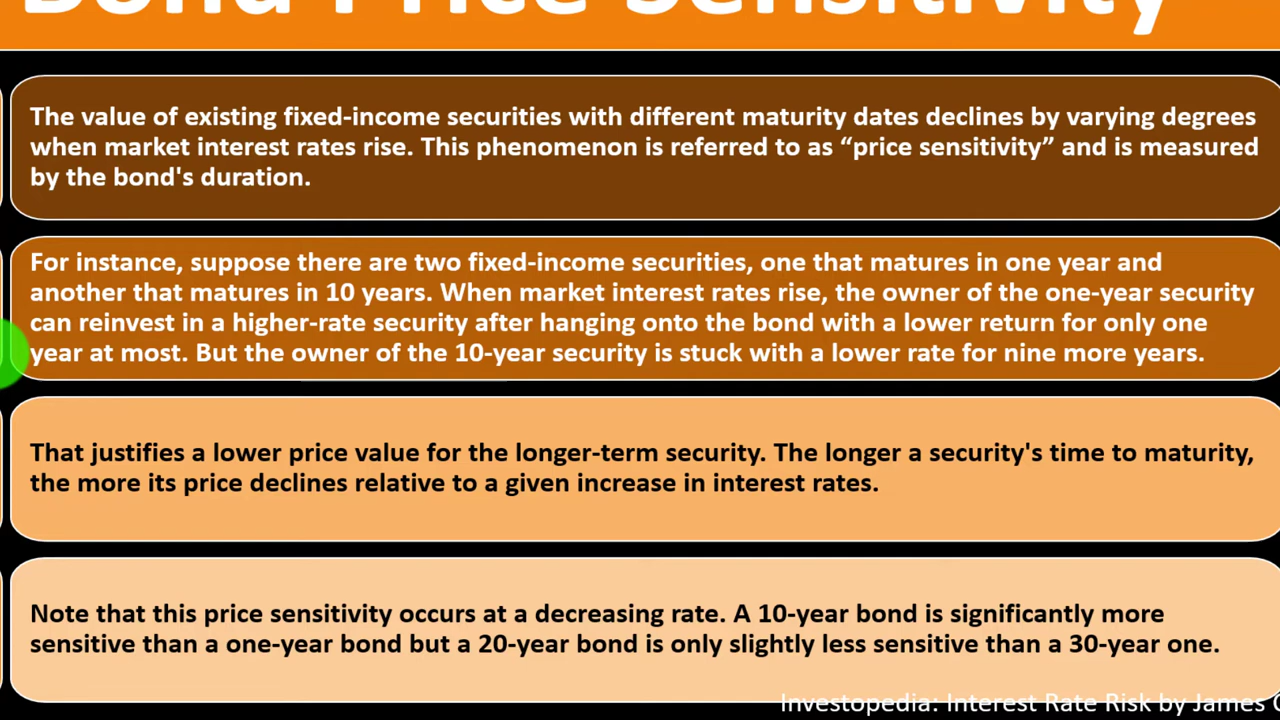 Bond Price Sensitivity
The value of existing fixed-income securities with different maturity dates declines by varying degrees
when market interest rates rise. This phenomenon is referred to as “price sensitivity” and is measured
by the bond's duration.
For instance, suppose there are two fixed-income securities, one that matures in one year and
another that matures in 10 years. When market interest rates rise, the owner of the one-year security
can reinvest in a higher-rate security after hanging onto the bond with a lower return for only one
year at most. But the owner of the 10-year security is stuck with a lower rate for nine more years.
That justifies a lower price value for the longer-term security. The longer a security's time to maturity,
the more its price declines relative to a given increase in interest rates.
Note that this price sensitivity occurs at a decreasing rate. A 10-year bond is significantly more
sensitive than a one-year bond but a 20-year bond is only slightly less sensitive than a 30-year one.
Investopedia: Interest Rate Risk by James